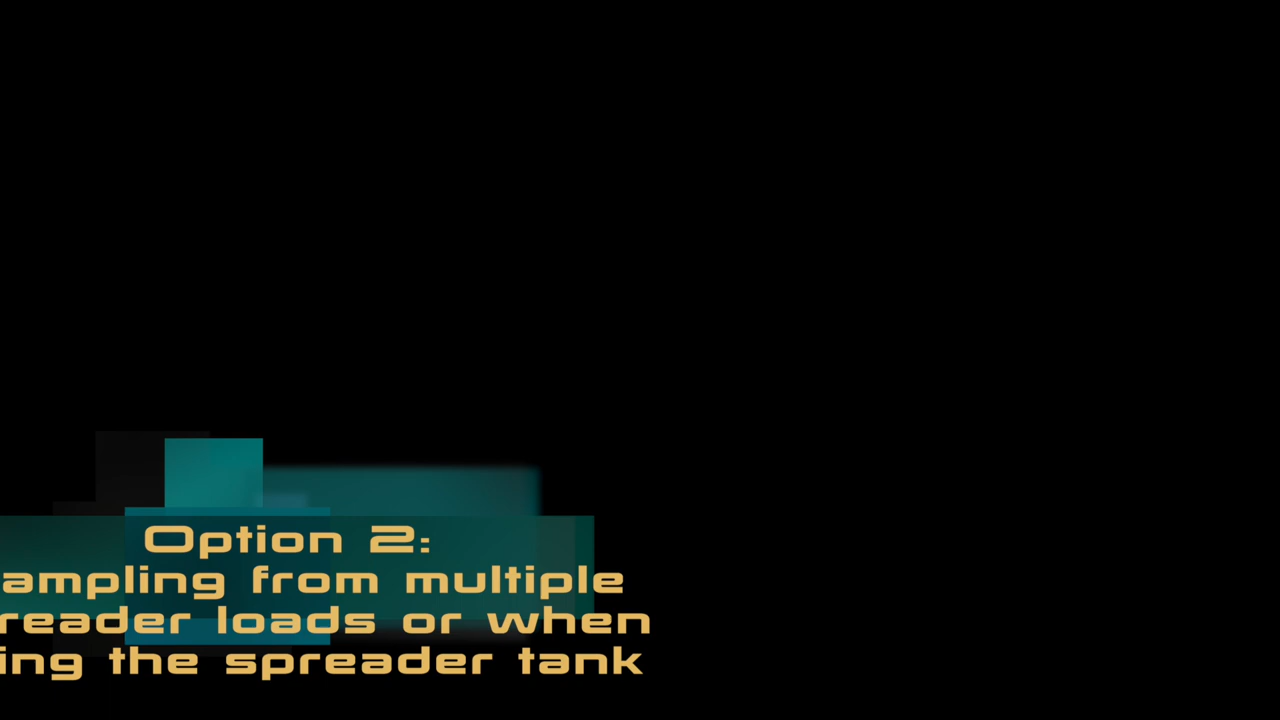 Option 2:
ampling from multiple
reader loads or when
ing the spreader tank